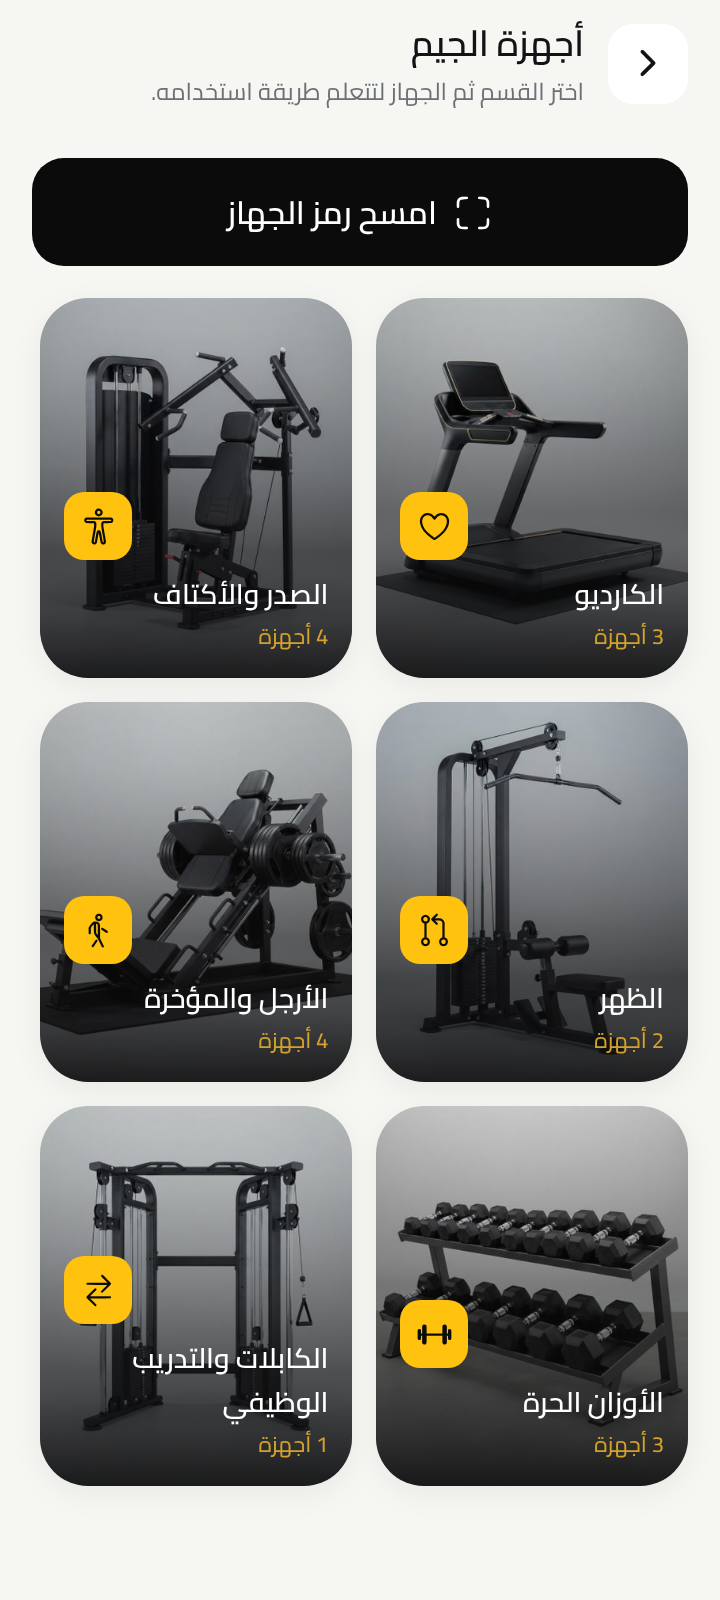 أجهزة الجيم
اختر القسم ثم الجهاز لتتعلم طريقة استخدامه.
امسح رمز الجهاز
الكارديو
3 أجهزة
الصدر والأكتاف
4 أجهزة
الظهر
2 أجهزة
الأرجل والمؤخرة
4 أجهزة
الأوزان الحرة
3 أجهزة
الكابلات والتدريب
الوظيفي
1 أجهزة